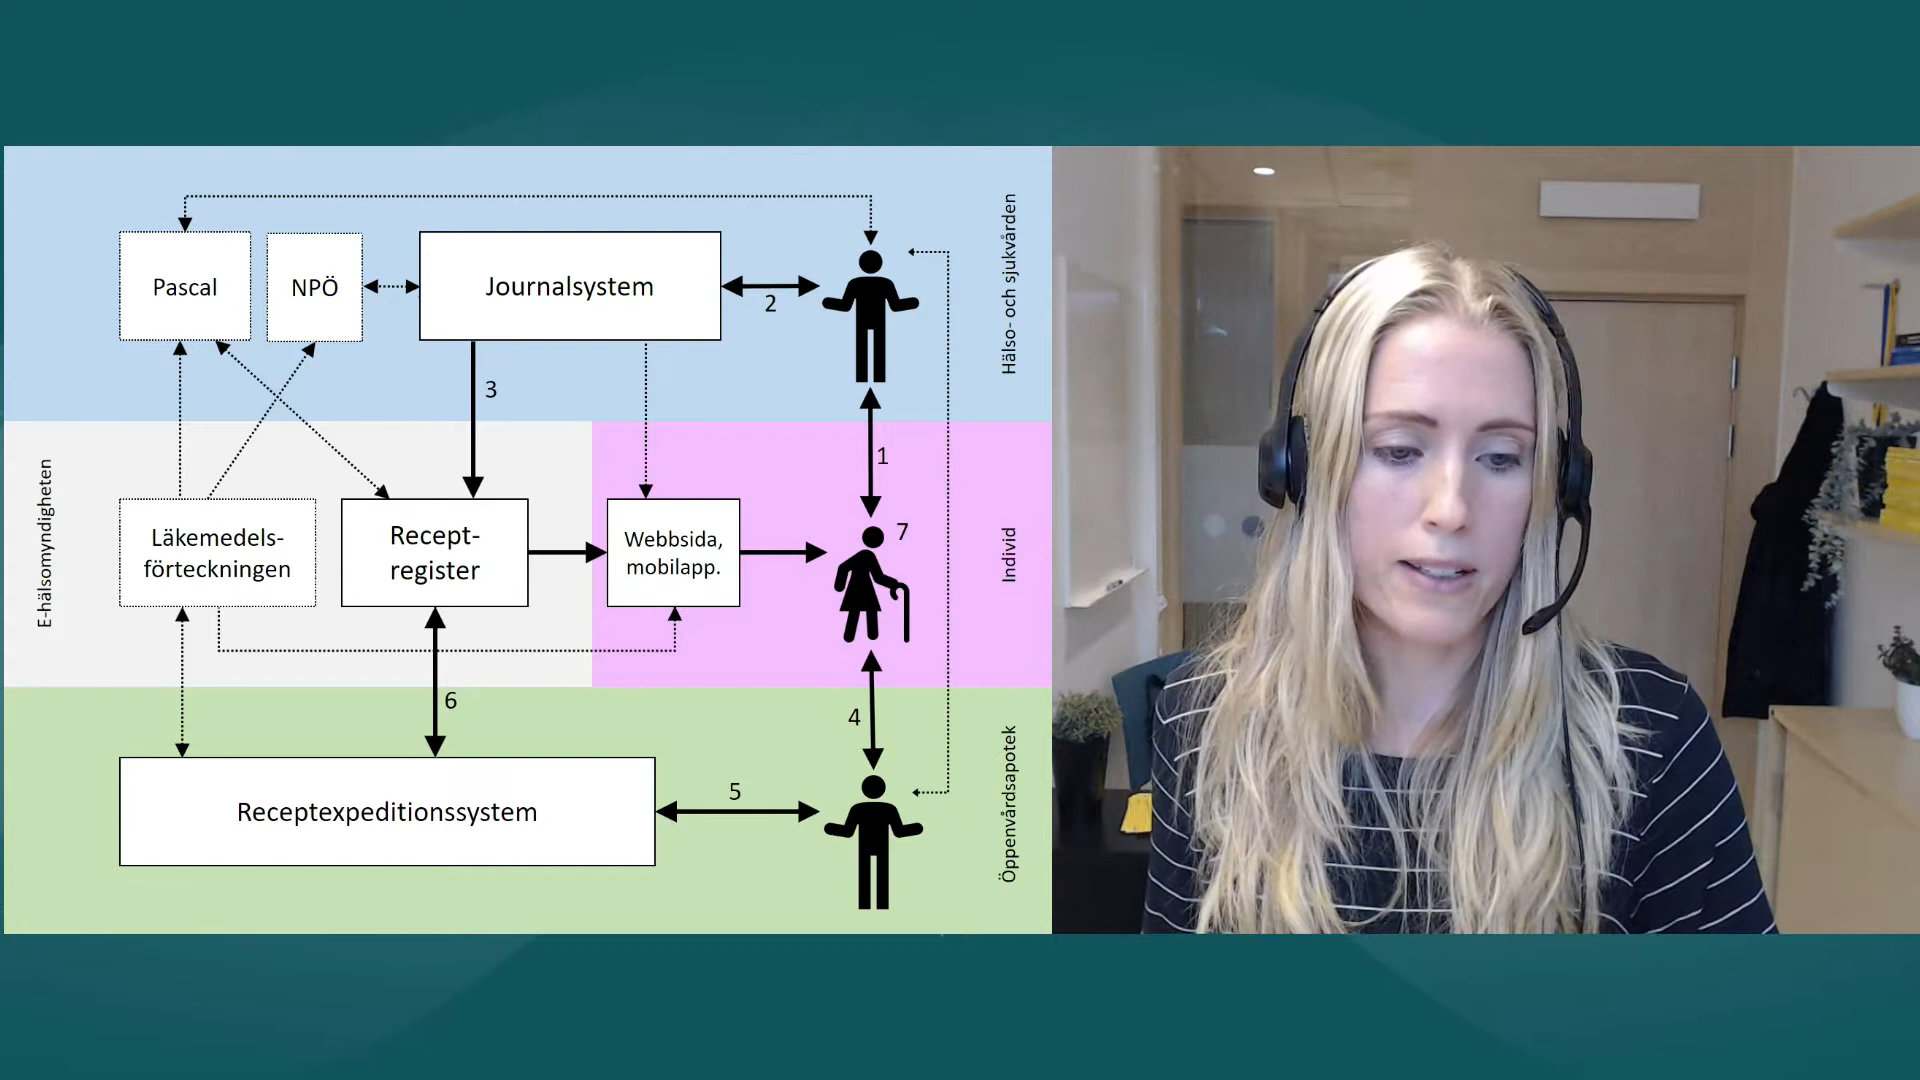 Pascal
NPÖ
Journalsystem
2
Hälso- och sjukvården
3
1
E-hälsomyndigheten
Läkemedels-
förteckningen
Recept-
register
Webbsida,
mobilapp.
7
Individ
6
4
Receptexpeditionssystem
5
Öppenvårdsapotek